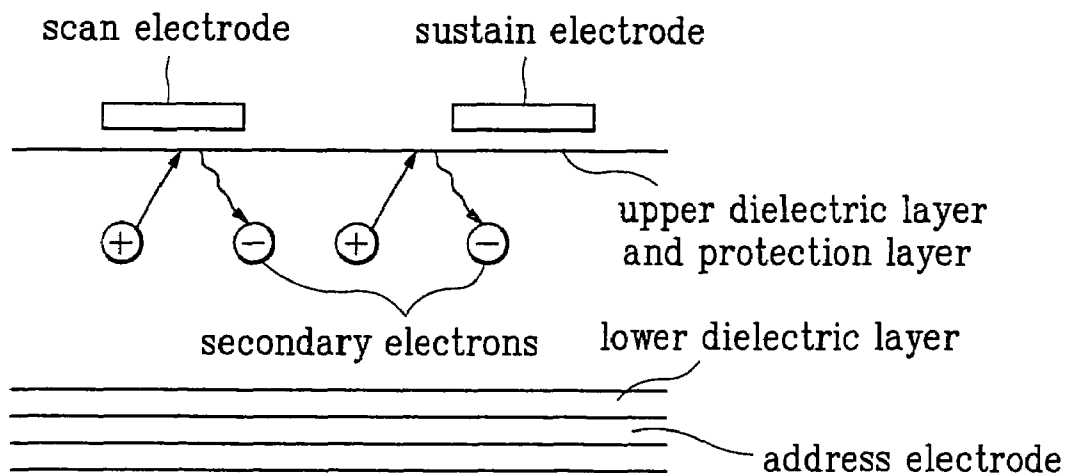 scan electrode
sustain electrode
+
−
+
−
upper dielectric layer
and protection layer
secondary electrons
lower dielectric layer
address electrode